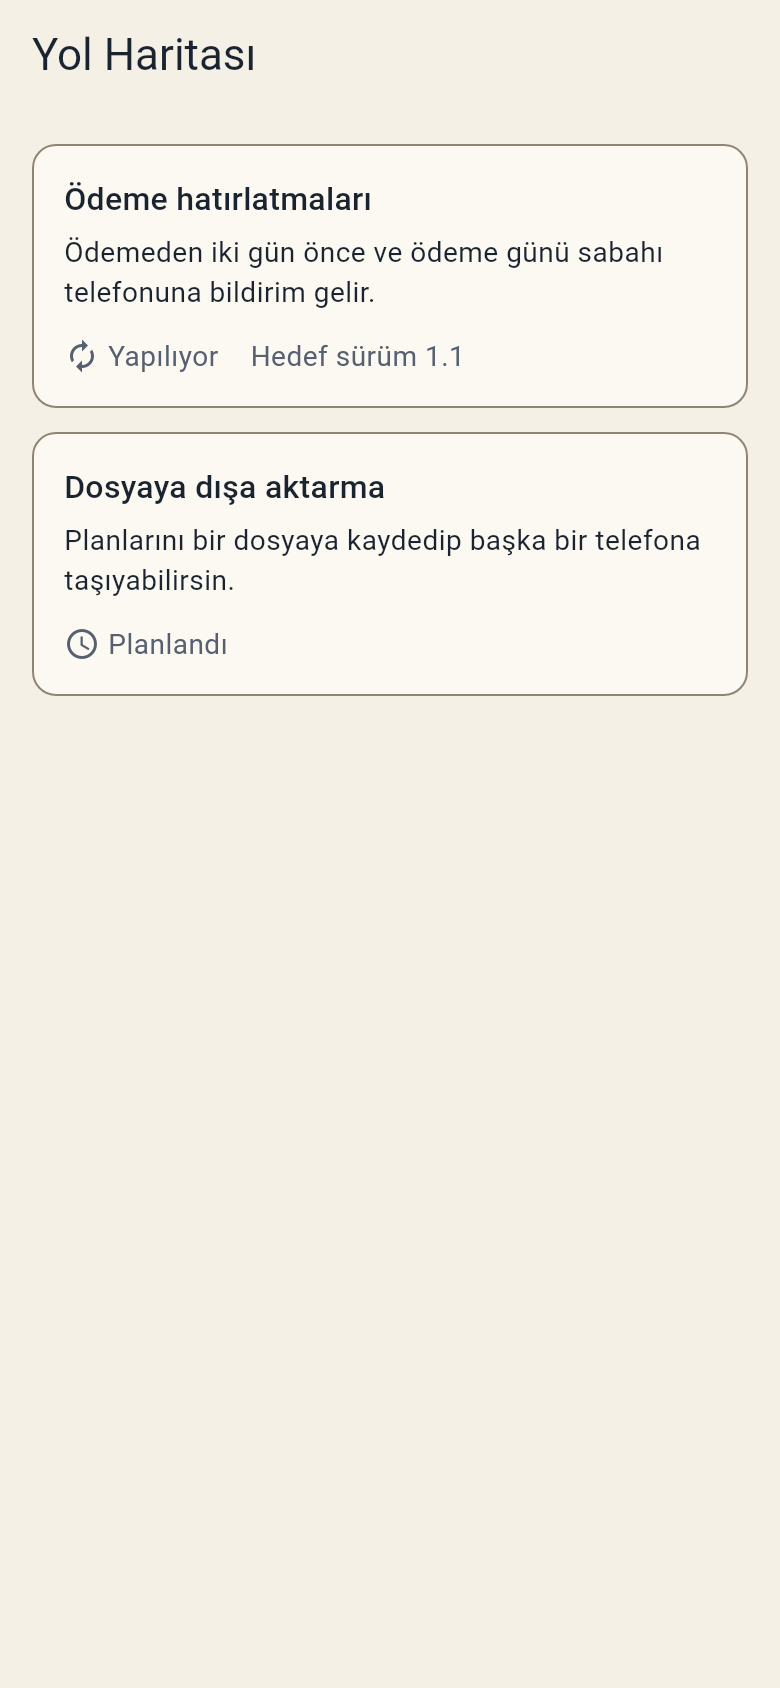 Yol Haritası
Ödeme hatırlatmaları
Ödemeden iki gün önce ve ödeme günü sabahı
telefonuna bildirim gelir.
Yapılıyor Hedef sürüm 1.1
Dosyaya dışa aktarma
Planlarını bir dosyaya kaydedip başka bir telefona
taşıyabilirsin.
Planlandı